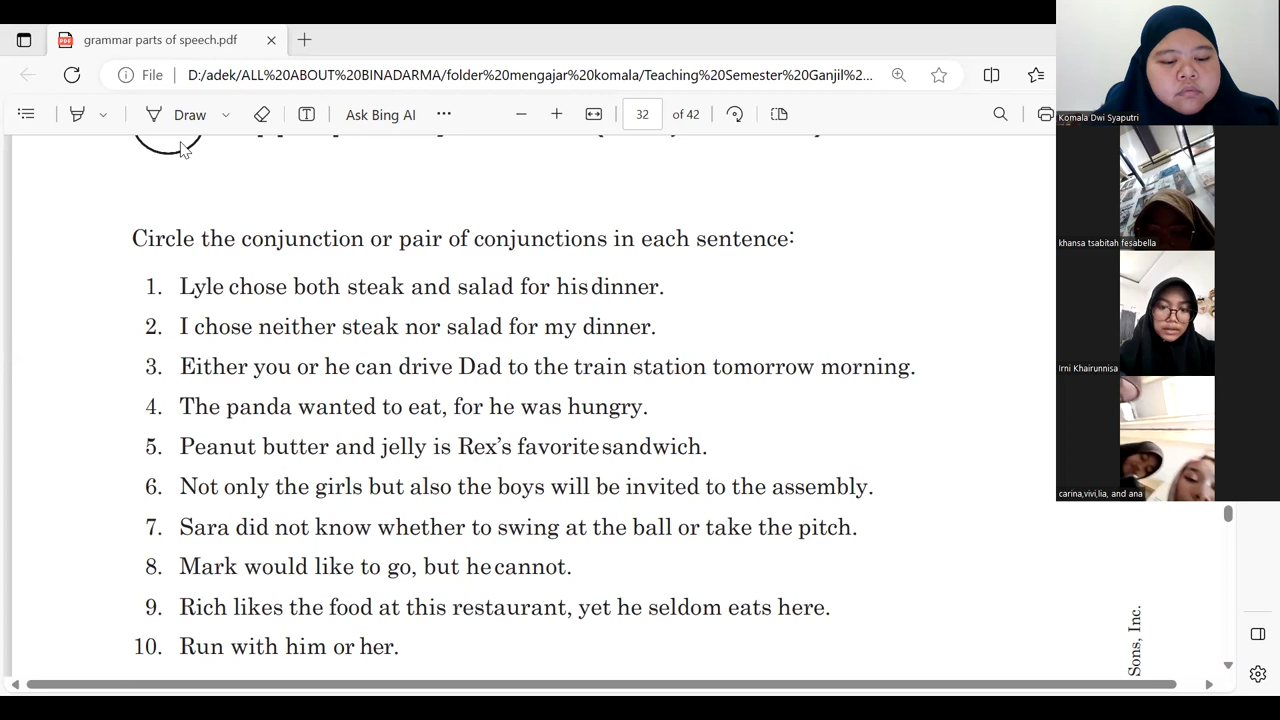 grammar parts of speech.pdf
File D:/adek/ALL%20ABOUT%20BINADARMA/folder%20mengajar%20komala/Teaching%20Semester%20Ganjil%2...
Draw Ask Bing AI 32 of 42
Komala Dwi Syaputri
Circle the conjunction or pair of conjunctions in each sentence:
khansa tsabitah fesabella
1. Lyle chose both steak and salad for his dinner.
2. I chose neither steak nor salad for my dinner.
3. Either you or he can drive Dad to the train station tomorrow morning.
Irni Khairunnisa
4. The panda wanted to eat, for he was hungry.
5. Peanut butter and jelly is Rex's favorite sandwich.
6. Not only the girls but also the boys will be invited to the assembly.
carina,vivi,lia, and ana
7. Sara did not know whether to swing at the ball or take the pitch.
8. Mark would like to go, but he cannot.
9. Rich likes the food at this restaurant, yet he seldom eats here.
10. Run with him or her.
Sons, Inc.